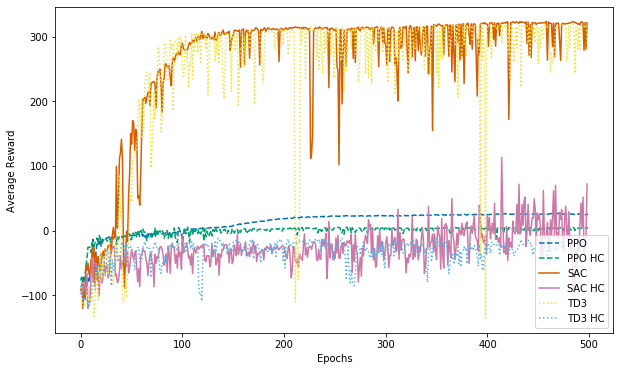 300
200
100
0
−100
Average Reward
0
100
200
300
400
500
Epochs
PPO
PPO HC
SAC
SAC HC
TD3
TD3 HC